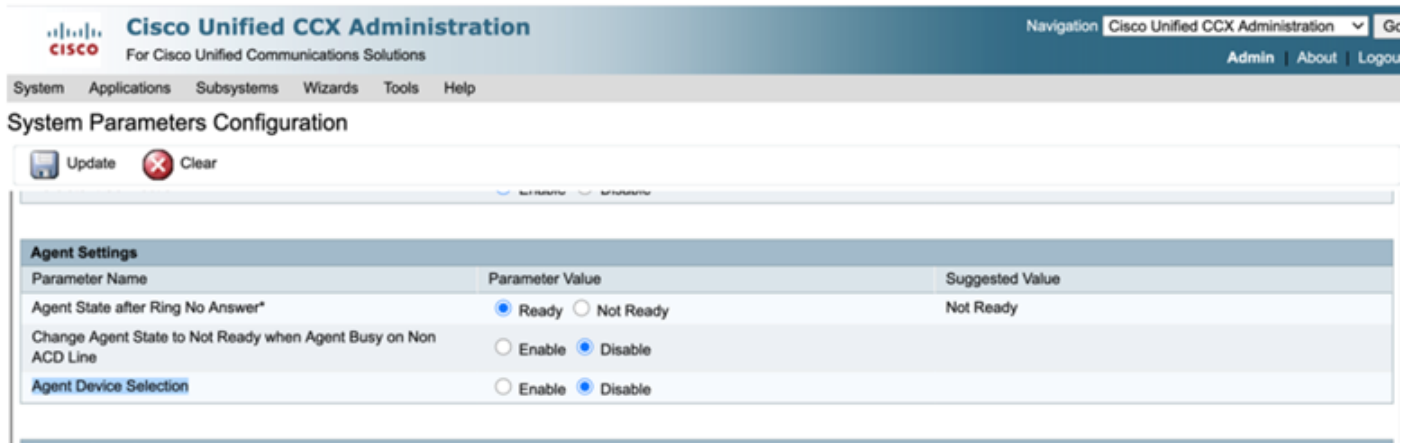 Cisco Unified CCX Administration
For Cisco Unified Communications Solutions
CISCO
Navigation Cisco Unified CCX Administration
Admin | About | Logou
System Applications Subsystems Wizards Tools Help
System Parameters Configuration
Update Clear
Agent Settings
Parameter Name Parameter Value Suggested Value
Agent State after Ring No Answer* Ready Not Ready Not Ready
Change Agent State to Not Ready when Agent Busy on Non
ACD Line Enable Disable
Agent Device Selection Enable Disable